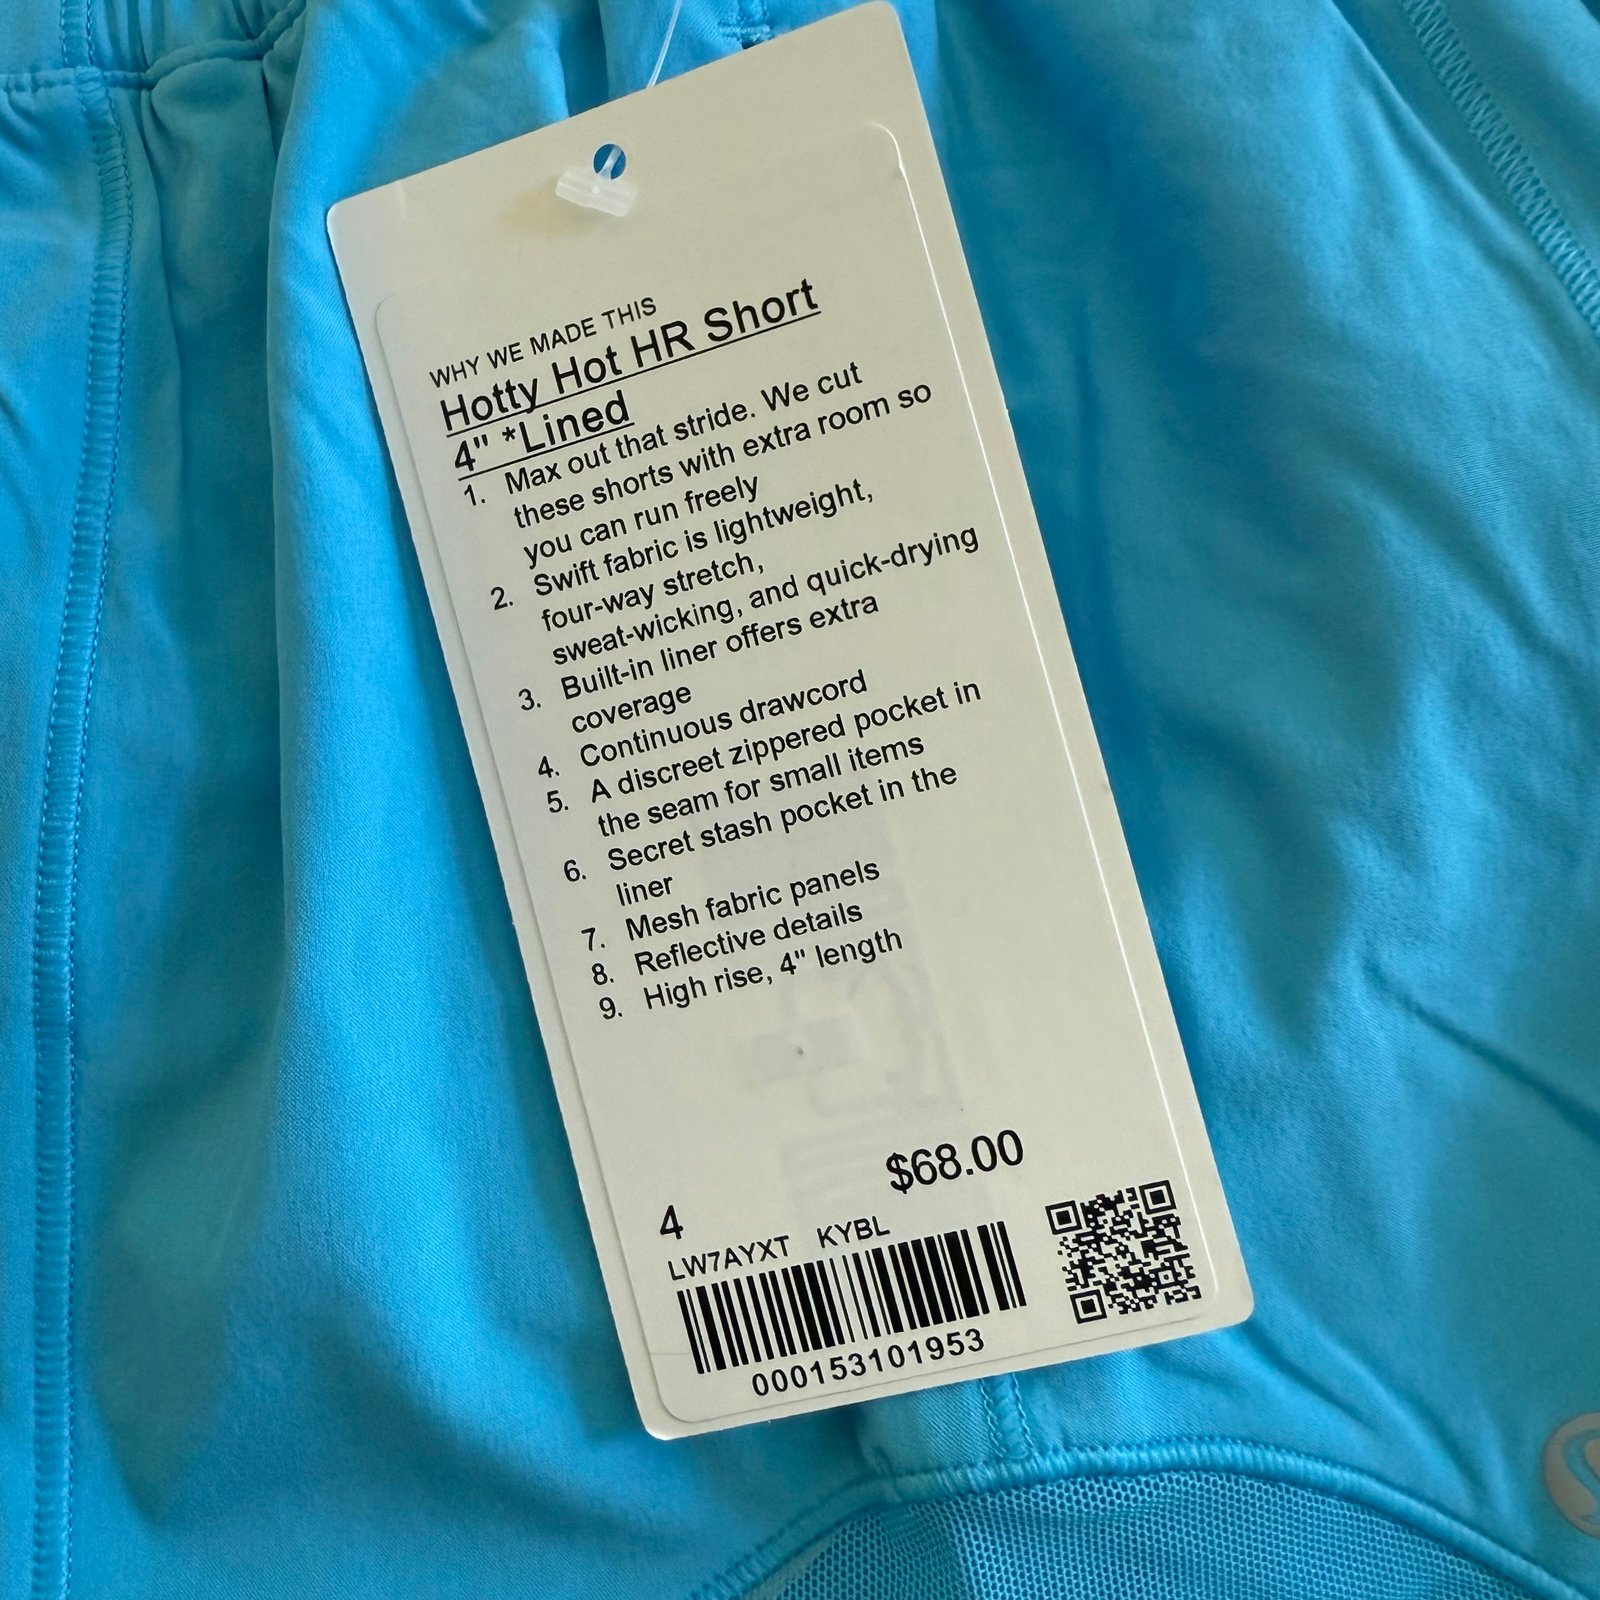 WHY WE MADE THIS
Hotty Hot HR Short
4" *Lined
1. Max out that stride. We cut
these shorts with extra room so
you can run freely
2. Swift fabric is lightweight,
four-way stretch,
sweat-wicking, and quick-drying
3. Built-in liner offers extra
coverage
4. Continuous drawcord
5. A discreet zippered pocket in
the seam for small items
6. Secret stash pocket in the
liner
7. Mesh fabric panels
8. Reflective details
9. High rise, 4" length
$68.00
4
LW7AYXT KYBL
000153101953